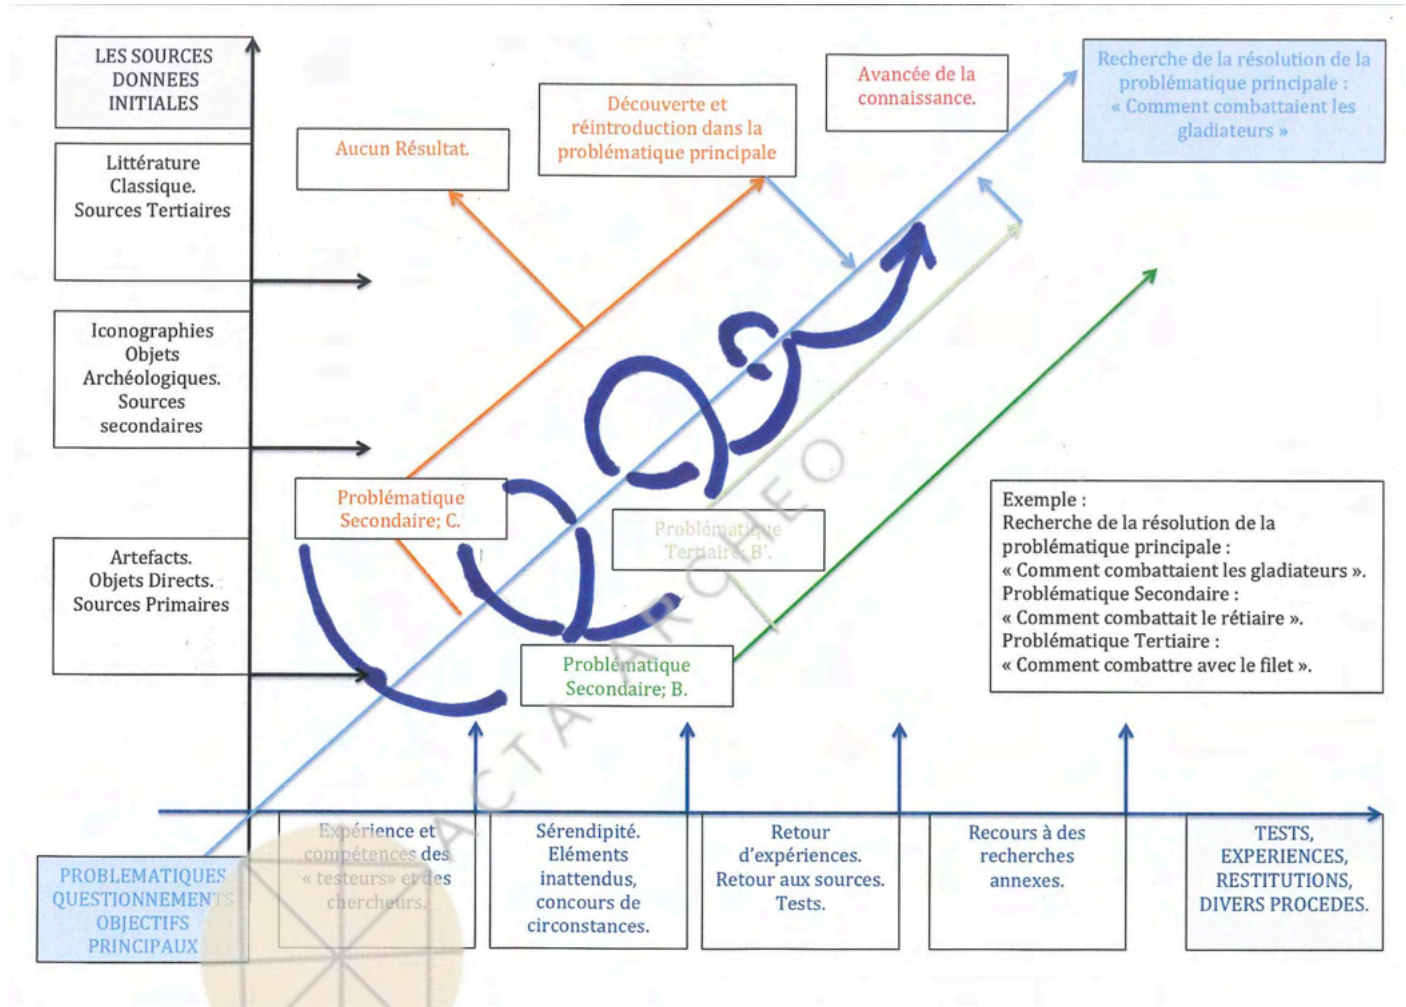 LES SOURCES
DONNEES
INITIALES
Littérature
Classique.
Sources Tertiaires
Iconographies
Objets
Archéologiques.
Sources
secondaires
Artefacts.
Objets Directs.
Sources Primaires
Aucun Résultat.
Découverte et
réintroduction dans la
problématique principale
Avancée de la
connaissance.
Recherche de la résolution de la
problématique principale :
« Comment combattaient les
gladiateurs »
Problématique
Secondaire; C.
Problématique
Tertiaire; B'.
Problématique
Secondaire; B.
Exemple :
Recherche de la résolution de la
problématique principale :
« Comment combattaient les gladiateurs ».
Problématique Secondaire :
« Comment combattait le rétiaire ».
Problématique Tertiaire :
« Comment combattre avec le filet ».
ACTA ARCHEO
PROBLEMATIQUES
QUESTIONNEMENTS
OBJECTIFS
PRINCIPAUX
Expérience et
compétences des
« testeurs» et des
chercheurs.
Sérendipité.
Eléments
inattendus,
concours de
circonstances.
Retour
d'expériences.
Retour aux sources.
Tests.
Recours à des
recherches
annexes.
TESTS,
EXPERIENCES,
RESTITUTIONS,
DIVERS PROCEDES.